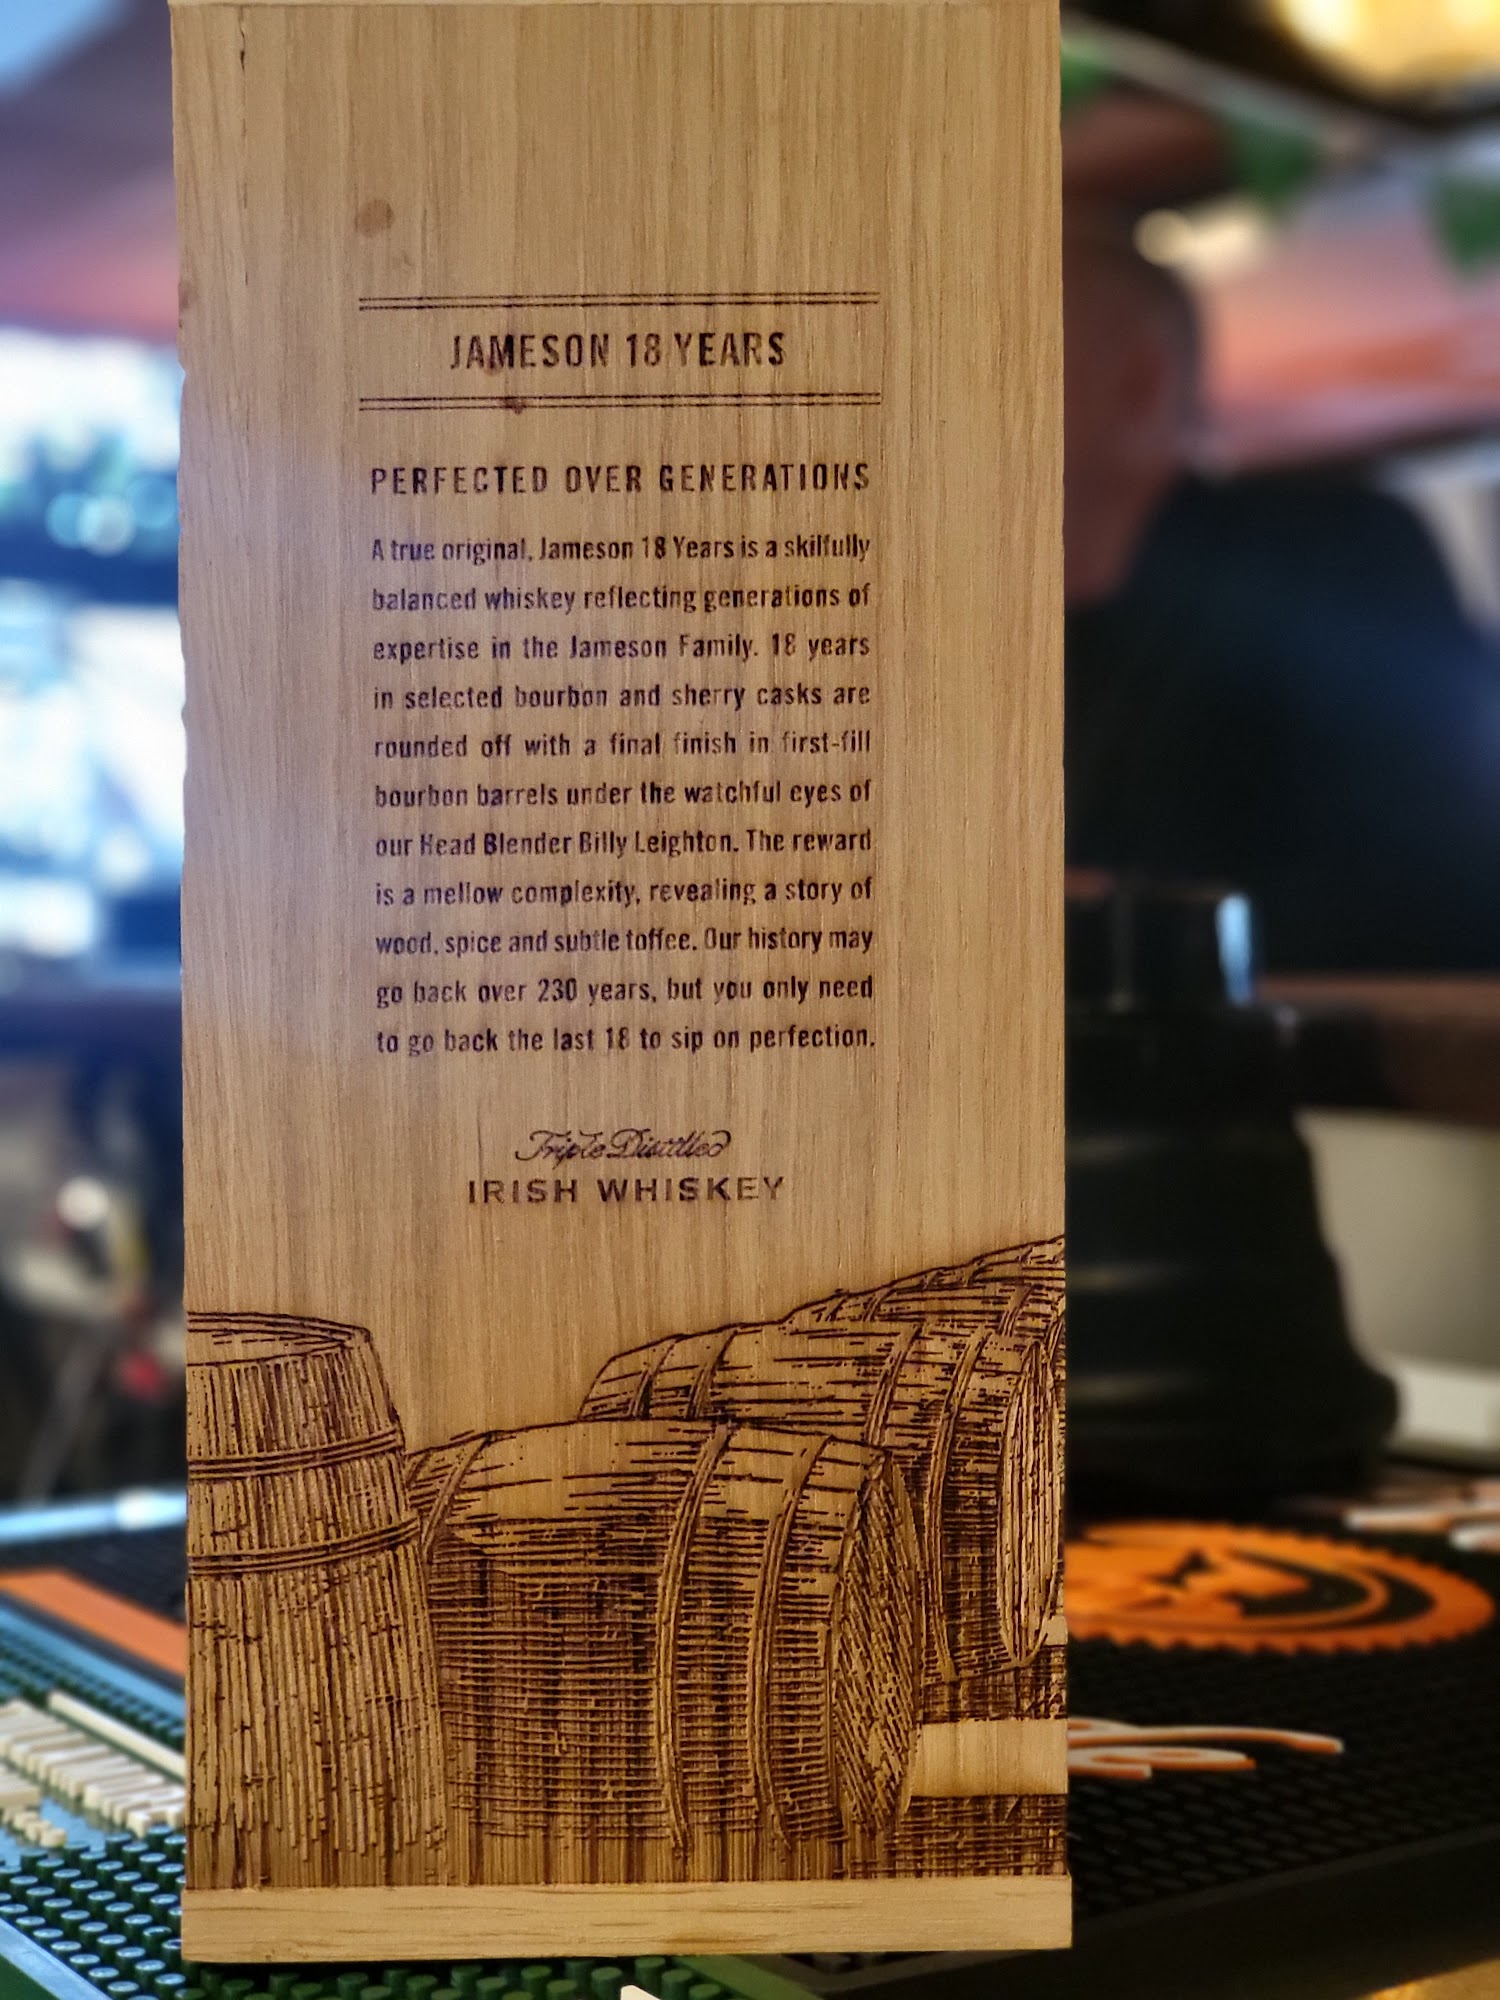 JAMESON 18 YEARS
PERFECTED OVER GENERATIONS
A true original, Jameson 18 Years is a skilfully
balanced whiskey reflecting generations of
expertise in the Jameson Family. 18 years
in selected bourbon and sherry casks are
rounded off with a final finish in first-fill
bourbon barrels under the watchful eyes of
our Head Blender Billy Leighton. The reward
is a mellow complexity, revealing a story of
wood, spice and subtle toffee. Our history may
go back over 230 years, but you only need
to go back the last 18 to sip on perfection.
Triple Distilled
IRISH WHISKEY